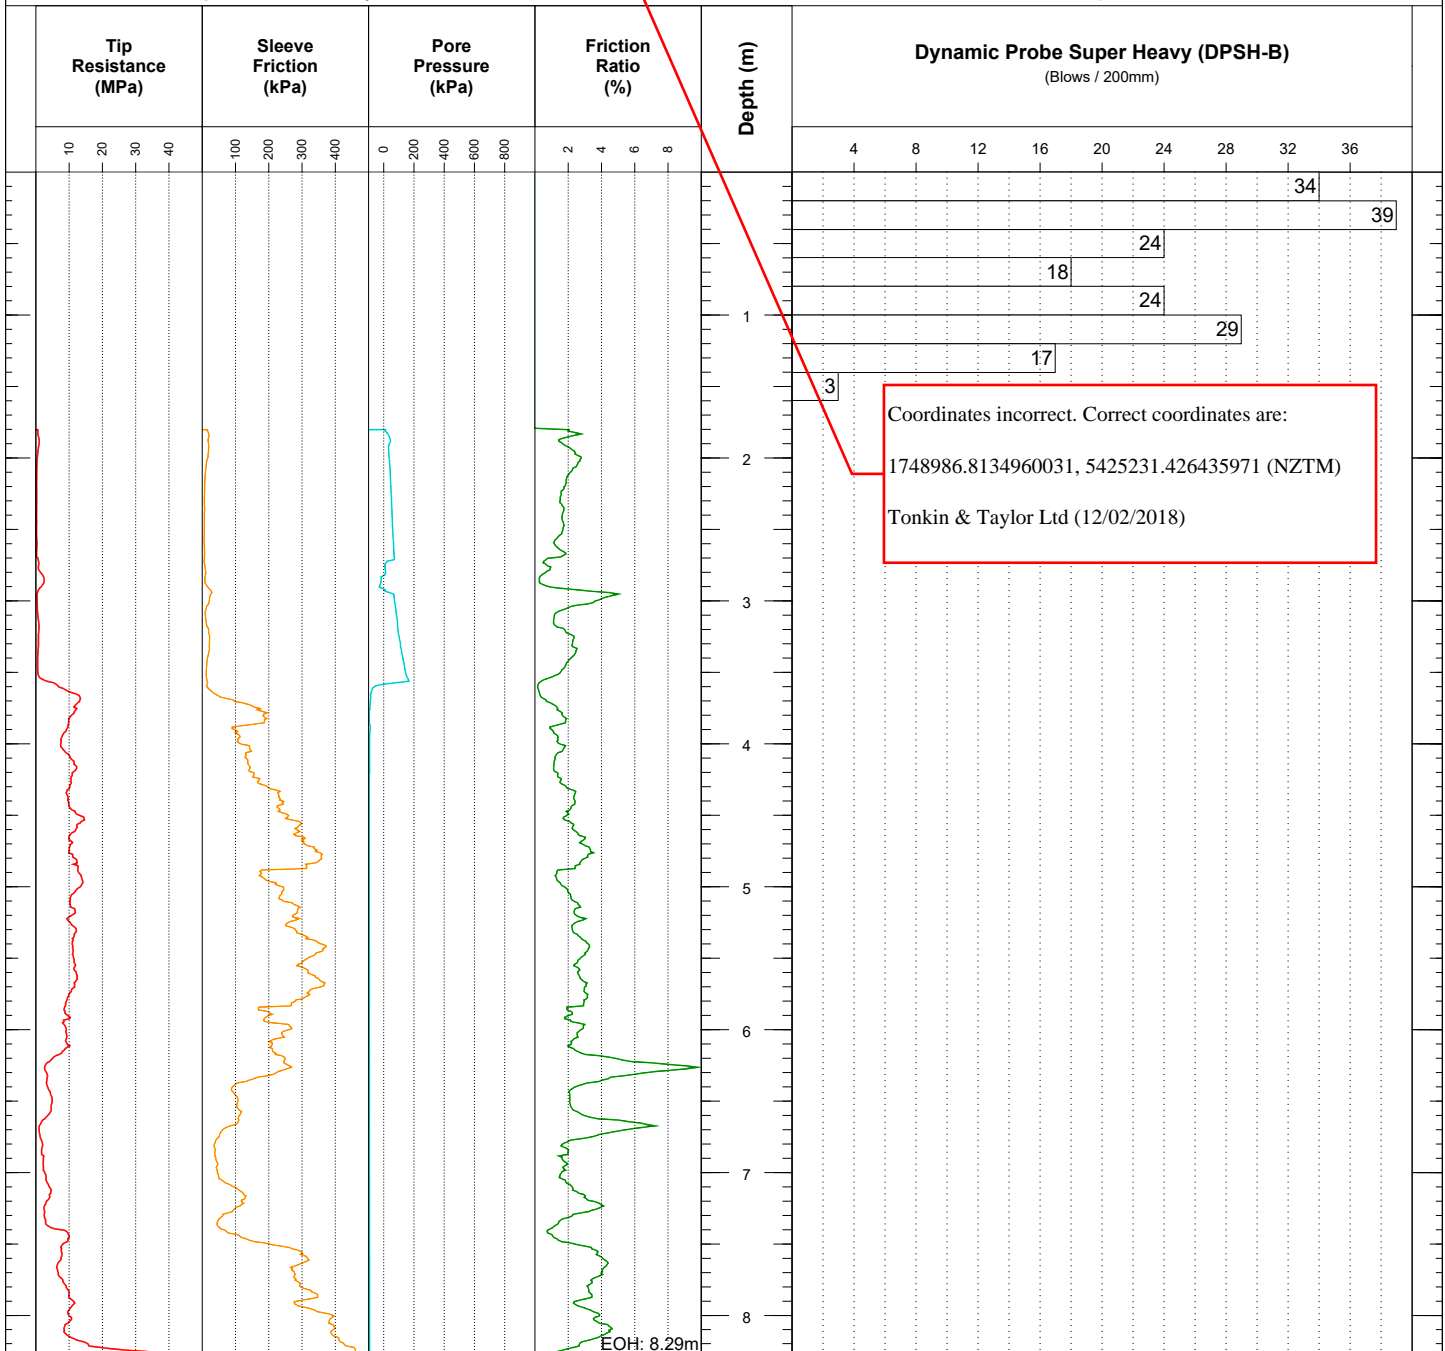 Tip
Resistance
(MPa)
Sleeve
Friction
(kPa)
Pore
Pressure
(kPa)
Friction
Ratio
(%)
Depth (m)
Dynamic Probe Super Heavy (DPSH-B)
(Blows / 200mm)
10 20 30 40
100 200 300 400
0 200 400 600 800
2 4 6 8
4 8 12 16 20 24 28 32 36
34
39
24
18
24
1
29
17
3
Coordinates incorrect. Correct coordinates are:
2
1748986.8134960031, 5425231.426435971 (NZTM)
Tonkin & Taylor Ltd (12/02/2018)
3
4
5
6
7
8
EOH: 8.29m